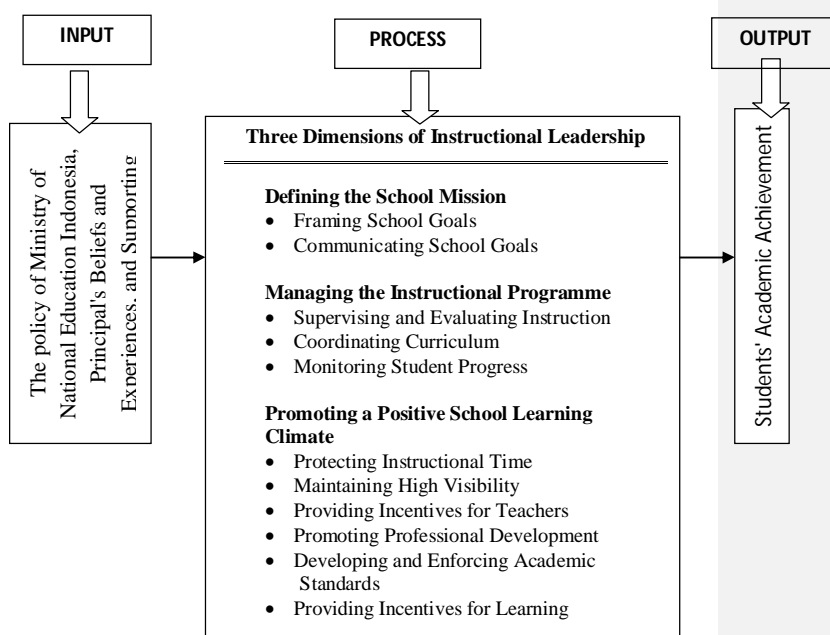 INPUT
PROCESS
OUTPUT
The policy of Ministry of
National Education Indonesia,
Principal's Beliefs and
Experiences, and Supporting
Three Dimensions of Instructional Leadership
Defining the School Mission
• Framing School Goals
• Communicating School Goals
Managing the Instructional Programme
• Supervising and Evaluating Instruction
• Coordinating Curriculum
• Monitoring Student Progress
Promoting a Positive School Learning
Climate
• Protecting Instructional Time
• Maintaining High Visibility
• Providing Incentives for Teachers
• Promoting Professional Development
• Developing and Enforcing Academic
Standards
• Providing Incentives for Learning
Students' Academic Achievement